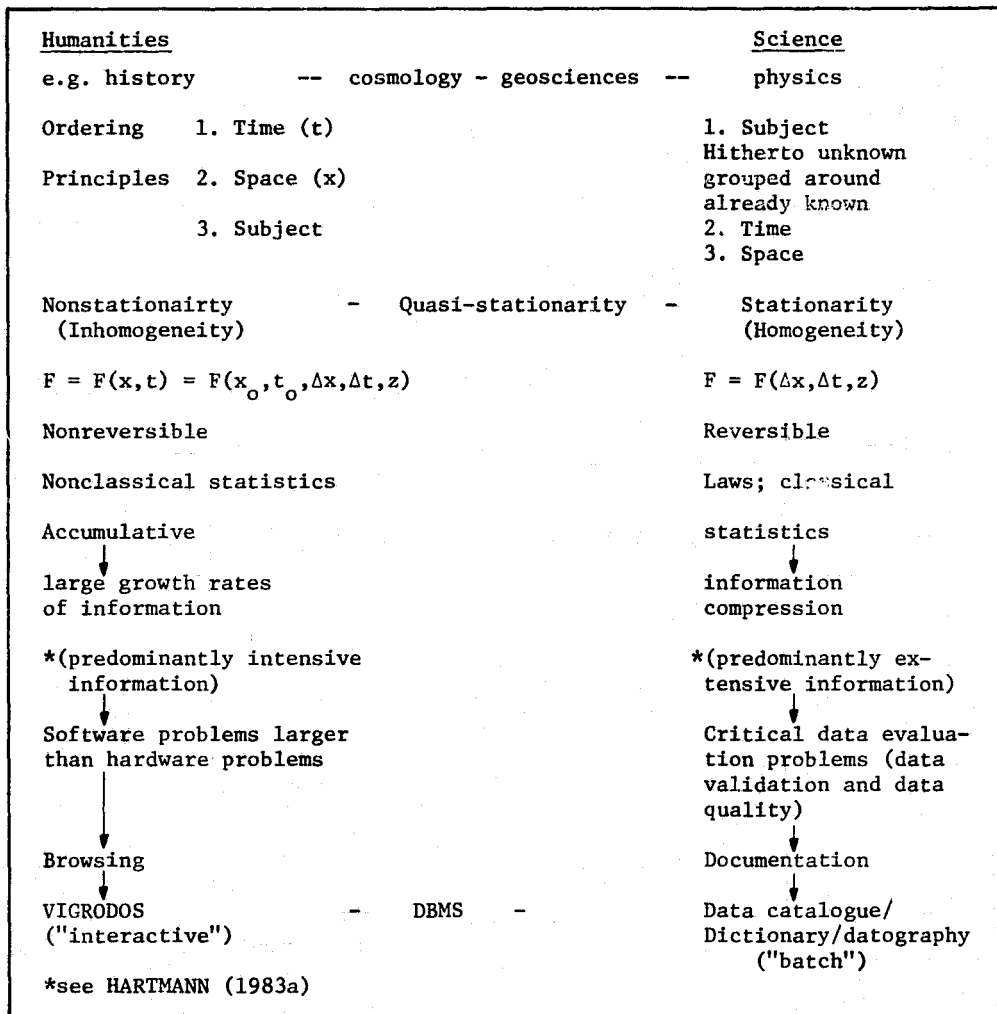 Humanities Science
e.g. history -- cosmology - geosciences -- physics
Ordering 1. Time (t) 1. Subject
Hitherto unknown
Principles 2. Space (x) grouped around
already known
3. Subject 2. Time
3. Space
Nonstationairty - Quasi-stationarity - Stationarity
(Inhomogeneity) (Homogeneity)
F = F(x,t) = F(x_o,t_o,Δx,Δt,z) F = F(Δx,Δt,z)
Nonreversible Reversible
Nonclassical statistics Laws; classical
Accumulative statistics
large growth rates information
of information compression
*(predominantly intensive *(predominantly ex-
information) tensive information)
Software problems larger Critical data evalua-
than hardware problems tion problems (data
validation and data
quality)
Browsing Documentation
VIGRODOS - DBMS - Data catalogue/
("interactive") Dictionary/datography
("batch")
*see HARTMANN (1983a)